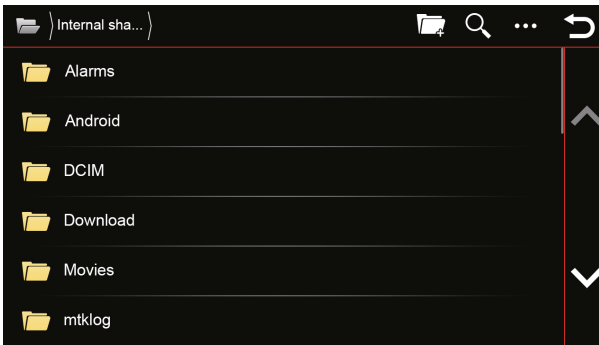 Internal sha...
Alarms
Android
DCIM
Download
Movies
mtklog